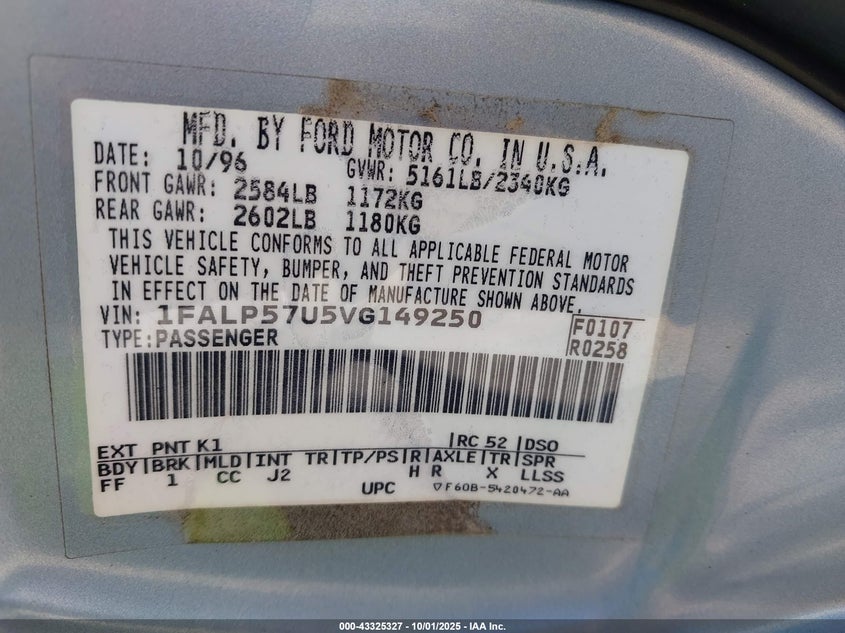 MFD. BY FORD MOTOR CO. IN U.S.A.
DATE: 10/96 GVWR: 5161LB/2340KG
FRONT GAWR: 2584LB 1172KG
REAR GAWR: 2602LB 1180KG
THIS VEHICLE CONFORMS TO ALL APPLICABLE FEDERAL MOTOR
VEHICLE SAFETY, BUMPER, AND THEFT PREVENTION STANDARDS
IN EFFECT ON THE DATE OF MANUFACTURE SHOWN ABOVE.
VIN: 1FALP57U5VG149250 F0107
TYPE: PASSENGER R0258
EXT PNT K1 RC 52 DSO
BDY BRK MLD INT TR TP/PS R AXLE TR SPR
FF 1 CC J2 H R X LLSS
UPC ▽F60B-5420472-AA
000-43325327 - 10/01/2025 - IAA Inc.